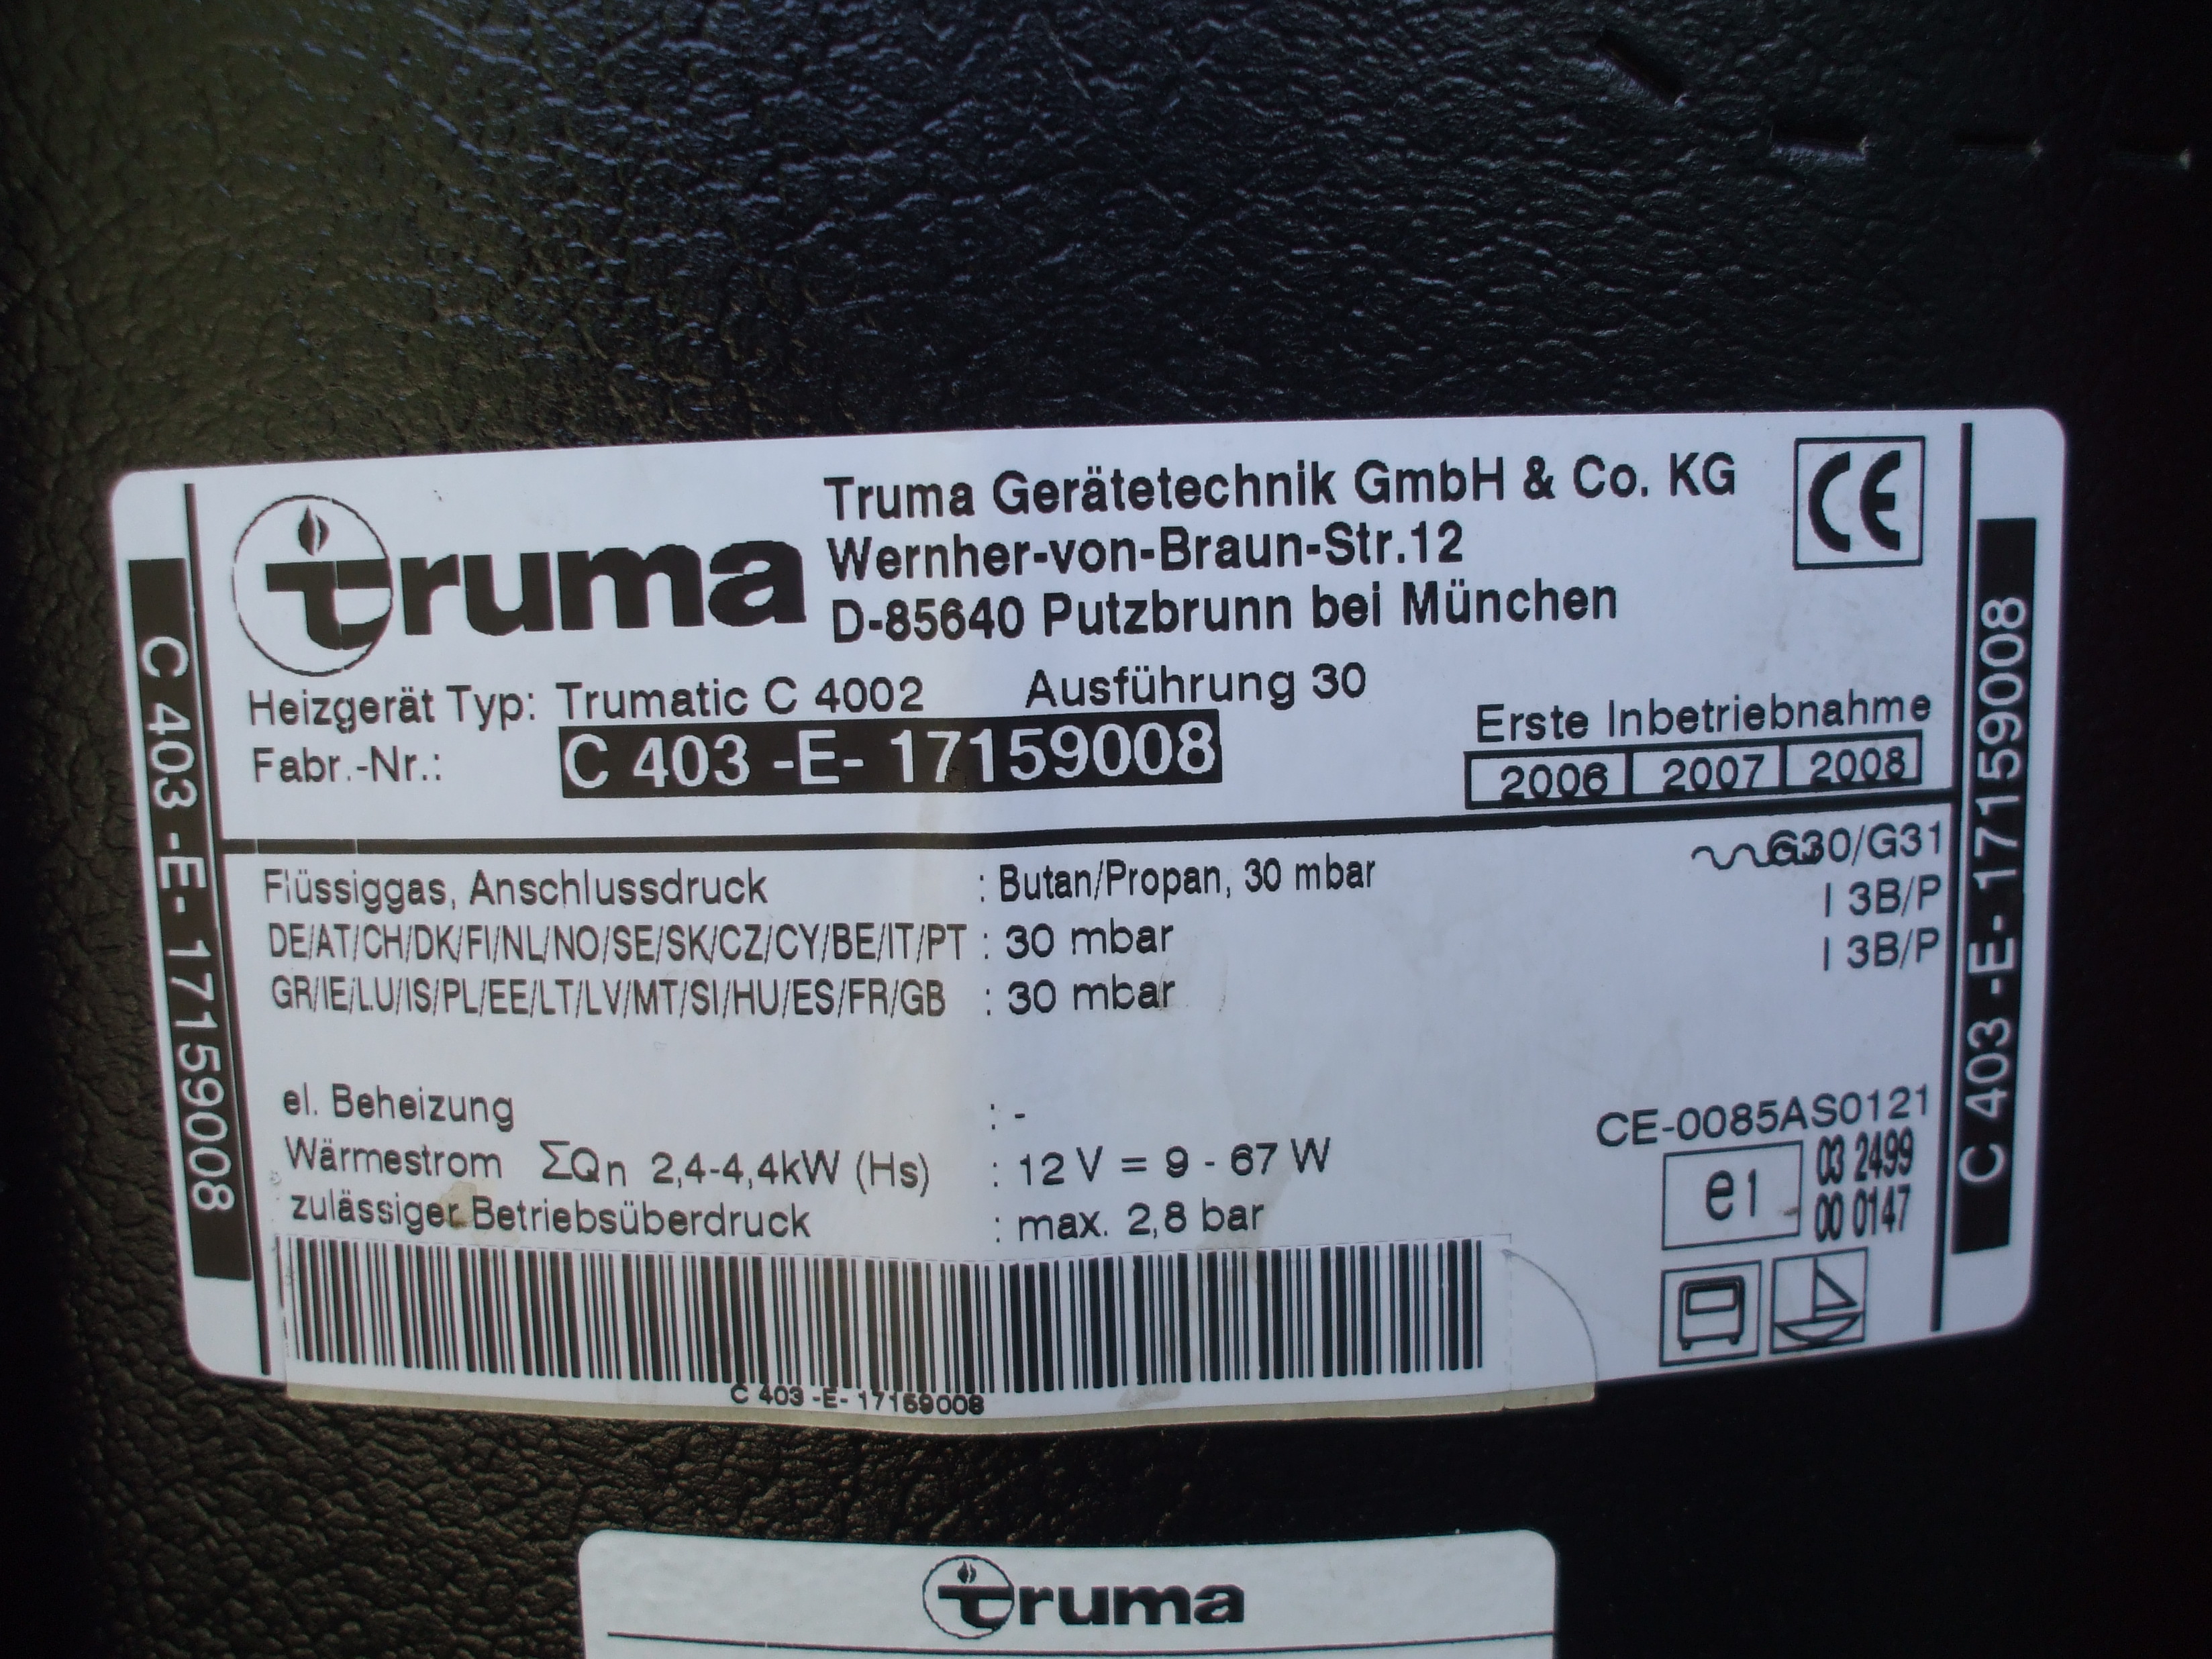 truma
Truma Gerätetechnik GmbH & Co. KG
Wernher-von-Braun-Str.12
D-85640 Putzbrunn bei München
CE
Heizgerät Typ: Trumatic C 4002 Ausführung 30
Fabr.-Nr.: C 403 -E- 17159008
Erste Inbetriebnahme
2006 2007 2008
Flüssiggas, Anschlussdruck : Butan/Propan, 30 mbar G30/G31
DE/AT/CH/DK/FI/NL/NO/SE/SK/CZ/CY/BE/IT/PT : 30 mbar I 3B/P
GR/IE/LU/IS/PL/EE/LT/LV/MT/SI/HU/ES/FR/GB : 30 mbar I 3B/P
el. Beheizung : -
Wärmestrom ΣQn 2,4-4,4kW (Hs) : 12 V = 9 - 67 W
zulässiger Betriebsüberdruck : max. 2,8 bar
CE-0085AS0121
e1 03 2499
00 0147
C 403 -E- 17159008
C 403 -E- 17159008
C 403 -E- 17159008
truma